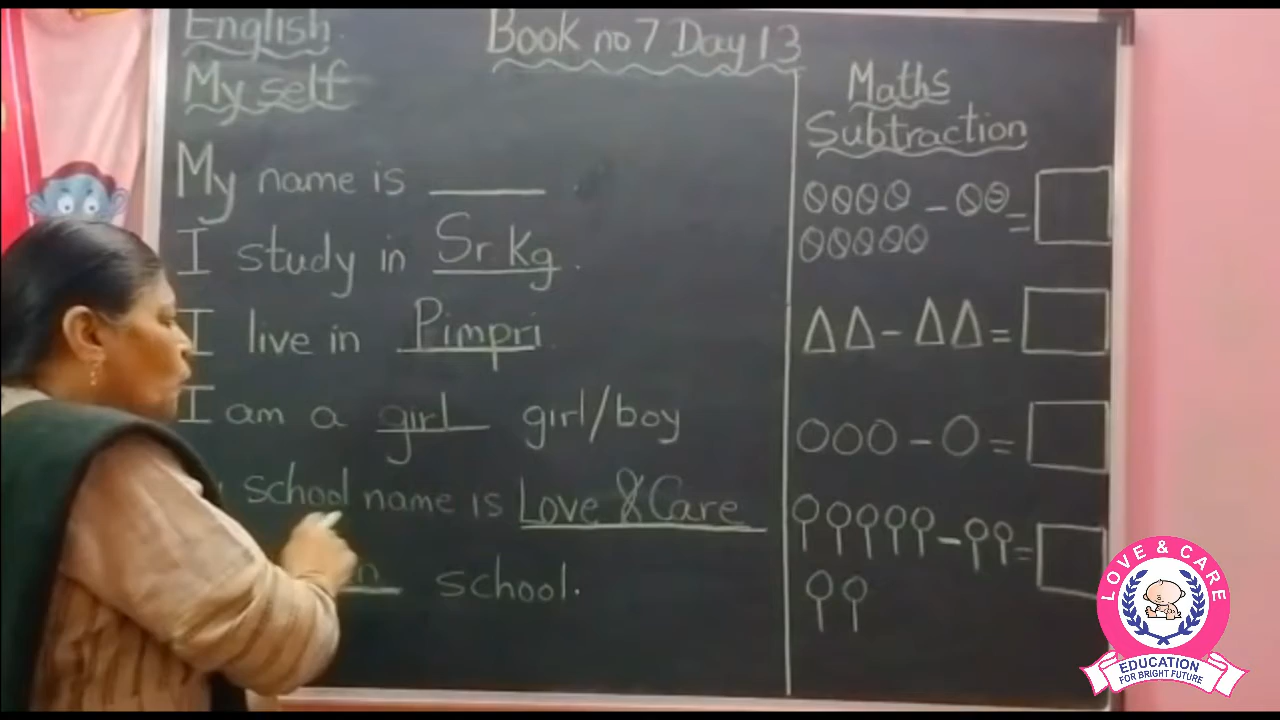 English
Book no 7 Day 13
My self
My name is ______ .
I study in Sr. Kg.
I live in Pimpri
I am a girl girl/boy
school name is Love & Care
school.
Maths
Subtraction
- =
- =
- =
- =
LOVE & CARE
EDUCATION
FOR BRIGHT FUTURE